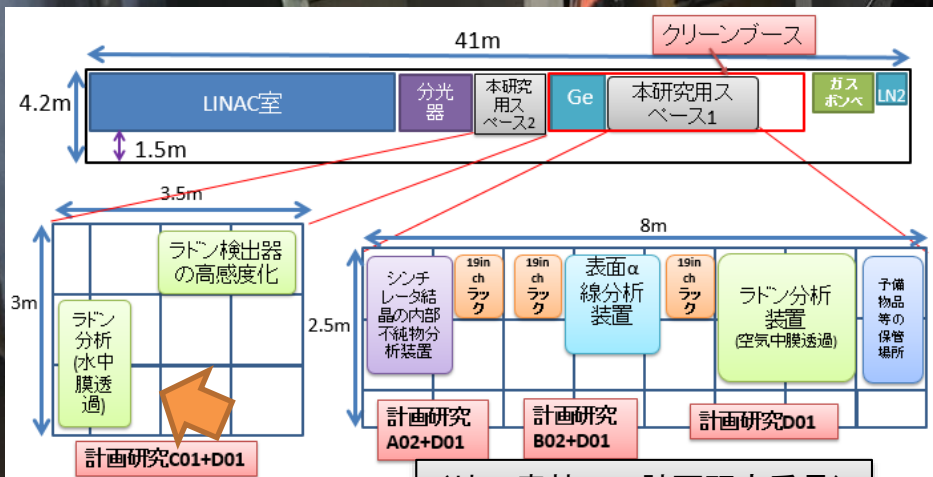 41m
クリーンブース
4.2m
LINAC室
分光
器
本研究
用ス
ペース2
Ge
本研究用ス
ペース1
ガス
ボンベ
LN2
1.5m
3.5m
8m
3m
ラドン検出器
の高感度化
ラドン
分析
(水中
膜透
過)
計画研究C01+D01
2.5m
シンチ
レータ結
晶の内部
不純物分
析装置
19in
ch
ラッ
ク
19in
ch
ラッ
ク
表面α
線分析
装置
19in
ch
ラッ
ク
ラドン分析
装置
(空気中膜透過)
予備
物品
等の
保管
場所
計画研究
A02+D01
計画研究
B02+D01
計画研究D01